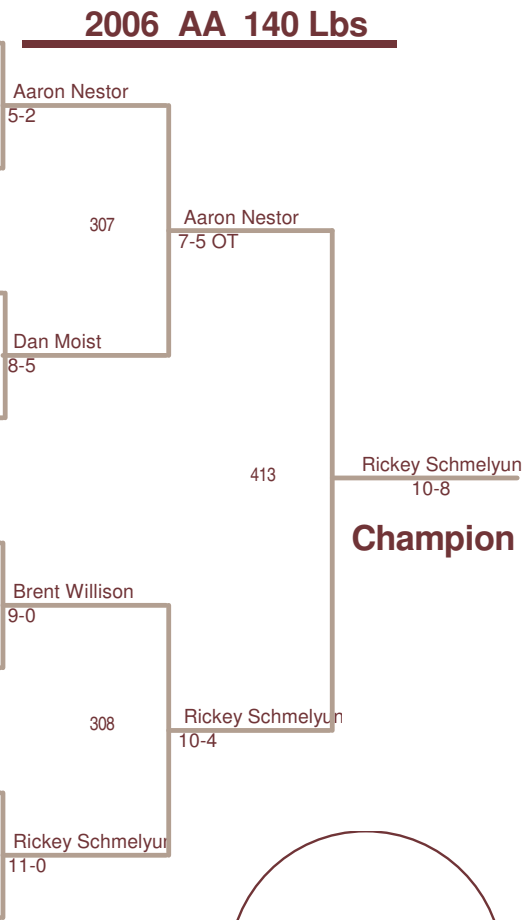 2006 AA 140 Lbs
Aaron Nestor
5-2
307
Aaron Nestor
7-5 OT
Dan Moist
8-5
413
Rickey Schmelyun
10-8
Champion
Brent Willison
9-0
308
Rickey Schmelyun
10-4
Rickey Schmelyun
11-0